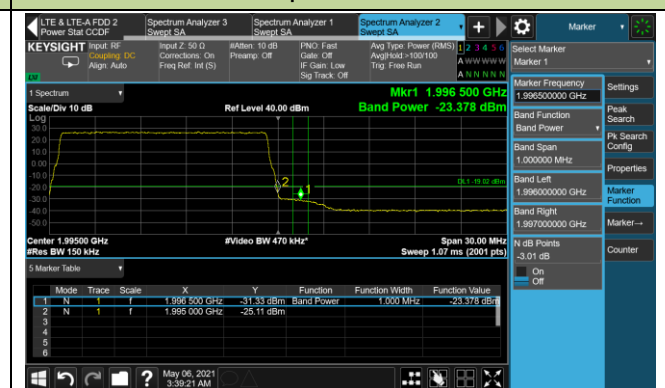 LTE & LTE-A FDD 2
Power Stat CCDF
Spectrum Analyzer 3
Swept SA
Spectrum Analyzer 1
Swept SA
Spectrum Analyzer 2
Swept SA
Marker
KEYSIGHT
Input: RF
Coupling: DC
Align: Auto
Input Z: 50 Ω
Corrections: On
Freq Ref: Int (S)
#Atten: 10 dB
Preamp: Off
PNO: Fast
Gate: Off
IF Gain: Low
Sig Track: Off
Avg Type: Power (RMS)
Avg|Hold:>100/100
Trig: Free Run
1 2 3 4 5 6
A W W W W W
A N N N N N
1 Spectrum
Scale/Div 10 dB
Ref Level 40.00 dBm
Mkr1 1.996 500 GHz
Band Power -23.378 dBm
Log
30.0
20.0
10.0
0.00
-10.0
-20.0
-30.0
-40.0
-50.0
2
1
DL1 -19.02 dBm
Center 1.99500 GHz
#Res BW 150 kHz
#Video BW 470 kHz*
Span 30.00 MHz
Sweep 1.07 ms (2001 pts)
5 Marker Table
Mode Trace Scale X Y Function Function Width Function Value
1 N 1 f 1.996 500 GHz -31.33 dBm Band Power 1.000 MHz -23.378 dBm
2 N 1 f 1.995 000 GHz -25.11 dBm
3
4
5
6
May 06, 2021
3:39:21 AM
Select Marker
Marker 1
Marker Frequency
1.996500000 GHz
Band Function
Band Power
Band Span
1.000000 MHz
Band Left
1.996000000 GHz
Band Right
1.997000000 GHz
N dB Points
-3.01 dB
On
Off
Settings
Peak
Search
Pk Search
Config
Properties
Marker
Function
Marker→
Counter